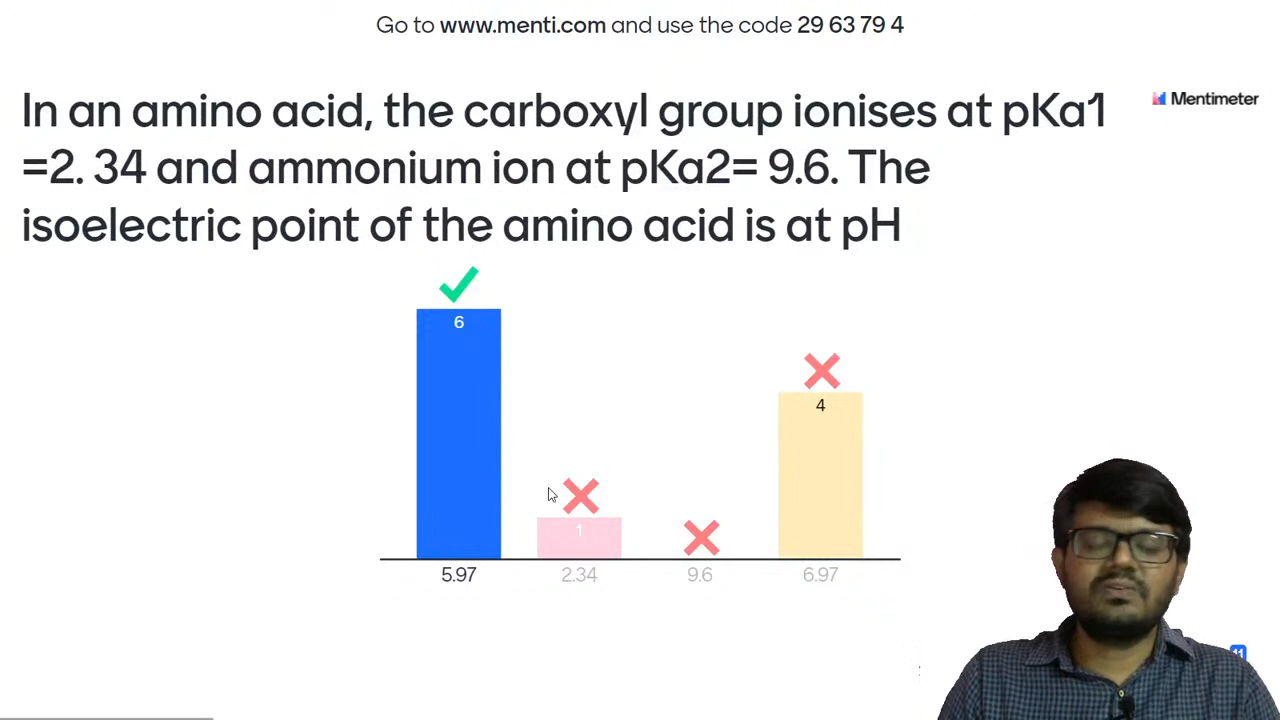 Go to www.menti.com and use the code 29 63 79 4
In an amino acid, the carboxyl group ionises at pKa1
=2. 34 and ammonium ion at pKa2= 9.6. The
isoelectric point of the amino acid is at pH
Mentimeter
6
4
1
5.97 2.34 9.6 6.97
11